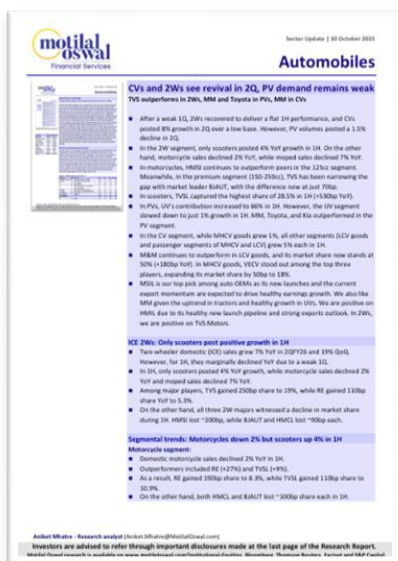 motilal
oswal
Financial Services
Sector Update | 30 October 2025
Automobiles
CVs and 2Ws see revival in 2Q, PV demand remains weak
TVS outperforms in 2Ws, MM and Toyota in PVs, MM in CVs
After a weak 1Q, 2Ws recovered to deliver a flat 1H performance, and CVs
posted 8% growth in 2Q over a low base. However, PV volumes posted a 1.5%
decline in 2Q.
In the 2W segment, only scooters posted 4% YoY growth in 1H. On the other
hand, motorcycle sales declined 2% YoY, while moped sales declined 7% YoY.
In motorcycles, HMSI continues to outperform peers in the 125cc segment.
Meanwhile, in the premium segment (150-250cc), TVS has been narrowing the
gap with market leader BJAUT, with the difference now at just 70bp.
In scooters, TVSL captured the highest share of 28.5% in 1H (+530bp YoY).
In PVs, UV's contribution increased to 66% in 1H. However, the UV segment
slowed down to just 1% growth in 1H. MM, Toyota, and Kia outperformed in the
PV segment.
In the CV segment, while MHCV goods grew 1%, all other segments (LCV goods
and passenger segments of MHCV and LCV) grew 5% each in 1H.
M&M continues to outperform in LCV goods, and its market share now stands at
50% (+180bp YoY). In MHCV goods, VECV stood out among the top three
players, expanding its market share by 50bp to 18%.
MSIL is our top pick among auto OEMs as its new launches and the current
export momentum are expected to drive healthy earnings growth. We also like
MM given the uptrend in tractors and healthy growth in UVs. We are positive on
HMIL due to its healthy new launch pipeline and strong exports outlook. In 2Ws,
we are positive on TVS Motors.
ICE 2Ws: Only scooters post positive growth in 1H
Two-wheeler domestic (ICE) sales grew 7% YoY in 2QFY26 and 19% QoQ.
However, for 1H, they marginally declined YoY due to a weak 1Q.
In 1H, only scooters posted 4% YoY growth, while motorcycle sales declined 2%
YoY and moped sales declined 7% YoY.
Among major players, TVS gained 250bp share to 19%, while RE gained 110bp
share YoY to 5.3%.
On the other hand, all three 2W majors witnessed a decline in market share
during 1H. HMSI lost ~200bp, while BJAUT and HMCL lost ~90bp each.
Segmental trends: Motorcycles down 2% but scooters up 4% in 1H
Motorcycle segment:
Domestic motorcycle sales declined 2% YoY in 1H.
Outperformers included RE (+27%) and TVSL (+9%).
As a result, RE gained 190bp share to 8.3%, while TVSL gained 110bp share to
10.9%.
On the other hand, both HMCL and BJAUT lost ~100bp share each in 1H.
Aniket Mhatre - Research analyst (Aniket.Mhatre@MotilalOswal.com)
Investors are advised to refer through important disclosures made at the last page of the Research Report.
Motilal Oswal research is available on www.motilaloswal.com/Institutional-Equities, Bloomberg, Thomson Reuters, Factset and S&P Capital.